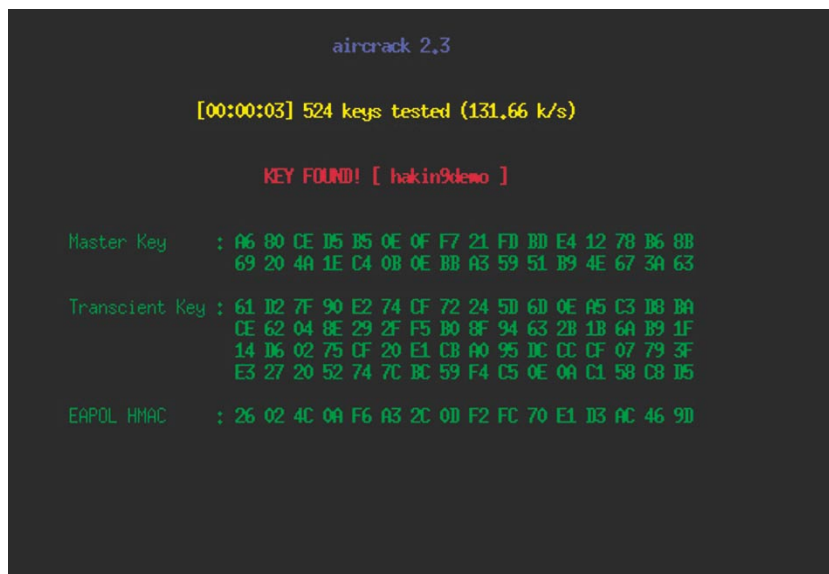 aircrack 2.3
[00:00:03] 524 keys tested (131.66 k/s)
KEY FOUND! [ hakin9demo ]
Master Key : A6 80 CE D5 B5 0E 0F F7 21 FD BD E4 12 78 B6 8B
69 20 4A 1E C4 0B 0E BB A3 59 51 B9 4E 67 3A 63
Transcient Key : 61 D2 7F 90 E2 74 CF 72 24 5D 6D 0E A5 C3 D8 BA
CE 62 04 8E 29 2F F5 B0 8F 94 63 2B 1B 6A B9 1F
14 D6 02 75 CF 20 E1 CB A0 95 DC CC CF 07 79 3F
E3 27 20 52 74 7C BC 59 F4 C5 0E 0A C1 58 C8 D5
EAPOL HMAC : 26 02 4C 0A F6 A3 2C 0D F2 FC 70 E1 D3 AC 46 9D